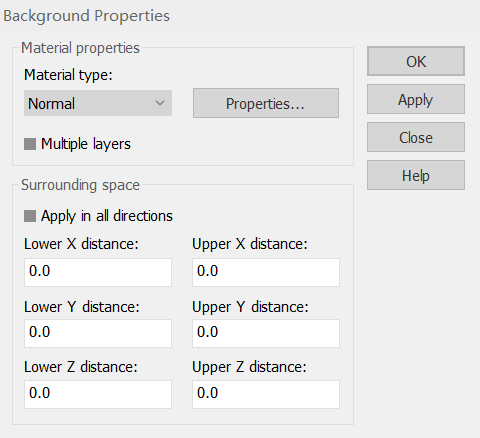 Background Properties
Material properties
Material type:
Normal
Properties...
Multiple layers
OK
Apply
Close
Help
Surrounding space
Apply in all directions
Lower X distance: Upper X distance:
0.0 0.0
Lower Y distance: Upper Y distance:
0.0 0.0
Lower Z distance: Upper Z distance:
0.0 0.0